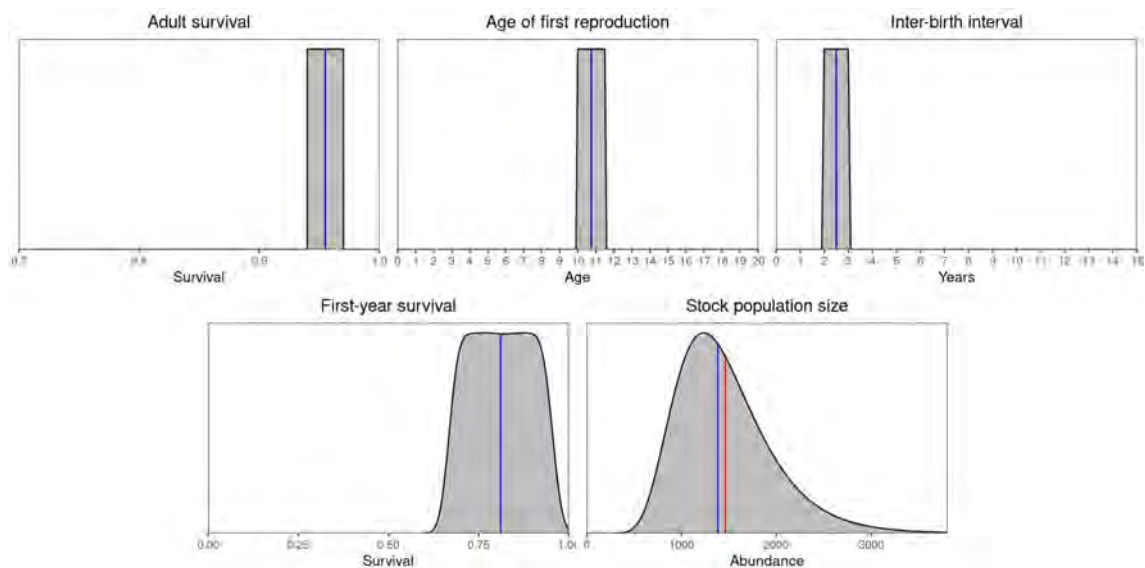 Adult survival Age of first reproduction Inter-birth interval
0.7 0.8 0.9 1.0 0 1 2 3 4 5 6 7 8 9 10 11 12 13 14 15 16 17 18 19 20 0 1 2 3 4 5 6 7 8 9 10 11 12 13 14 15
Survival Age Years
First-year survival Stock population size
0.00 0.25 0.50 0.75 1.00 0 1000 2000 3000
Survival Abundance